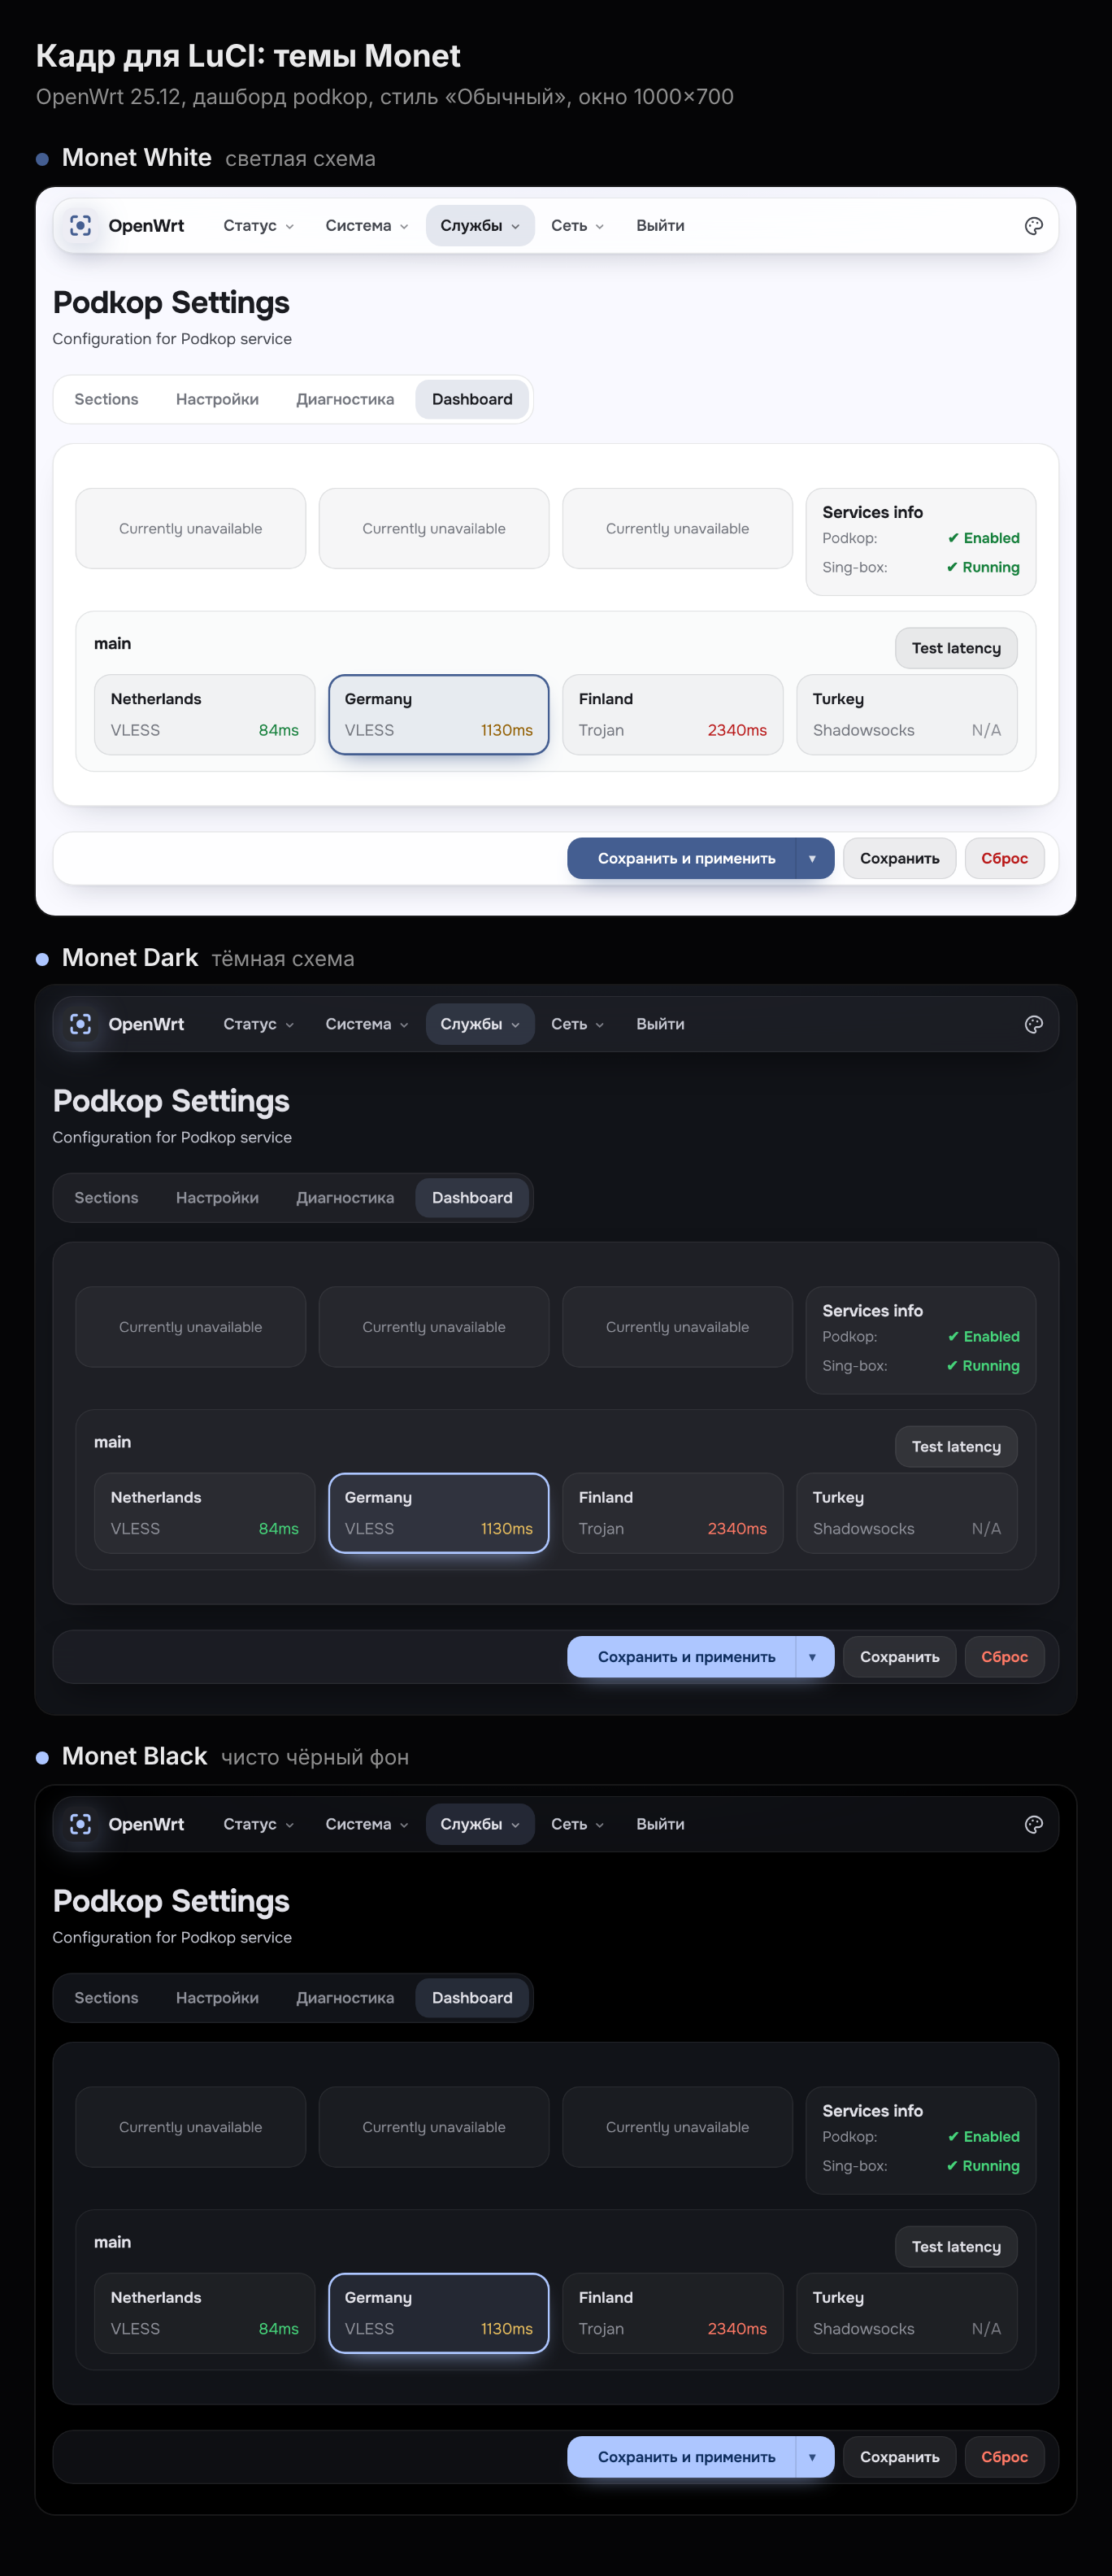 Кадр для LuCI: темы Monet
OpenWrt 25.12, дашборд podkop, стиль «Обычный», окно 1000×700
Monet White светлая схема
OpenWrt Статус Система Службы Сеть Выйти
Podkop Settings
Configuration for Podkop service
Sections Настройки Диагностика Dashboard
Currently unavailable Currently unavailable Currently unavailable
Services info
Podkop: ✔ Enabled
Sing-box: ✔ Running
main Test latency
Netherlands Germany Finland Turkey
VLESS 84ms VLESS 1130ms Trojan 2340ms Shadowsocks N/A
Сохранить и применить ▾ Сохранить Сброс
Monet Dark тёмная схема
OpenWrt Статус Система Службы Сеть Выйти
Podkop Settings
Configuration for Podkop service
Sections Настройки Диагностика Dashboard
Currently unavailable Currently unavailable Currently unavailable
Services info
Podkop: ✔ Enabled
Sing-box: ✔ Running
main Test latency
Netherlands Germany Finland Turkey
VLESS 84ms VLESS 1130ms Trojan 2340ms Shadowsocks N/A
Сохранить и применить ▾ Сохранить Сброс
Monet Black чисто чёрный фон
OpenWrt Статус Система Службы Сеть Выйти
Podkop Settings
Configuration for Podkop service
Sections Настройки Диагностика Dashboard
Currently unavailable Currently unavailable Currently unavailable
Services info
Podkop: ✔ Enabled
Sing-box: ✔ Running
main Test latency
Netherlands Germany Finland Turkey
VLESS 84ms VLESS 1130ms Trojan 2340ms Shadowsocks N/A
Сохранить и применить ▾ Сохранить Сброс